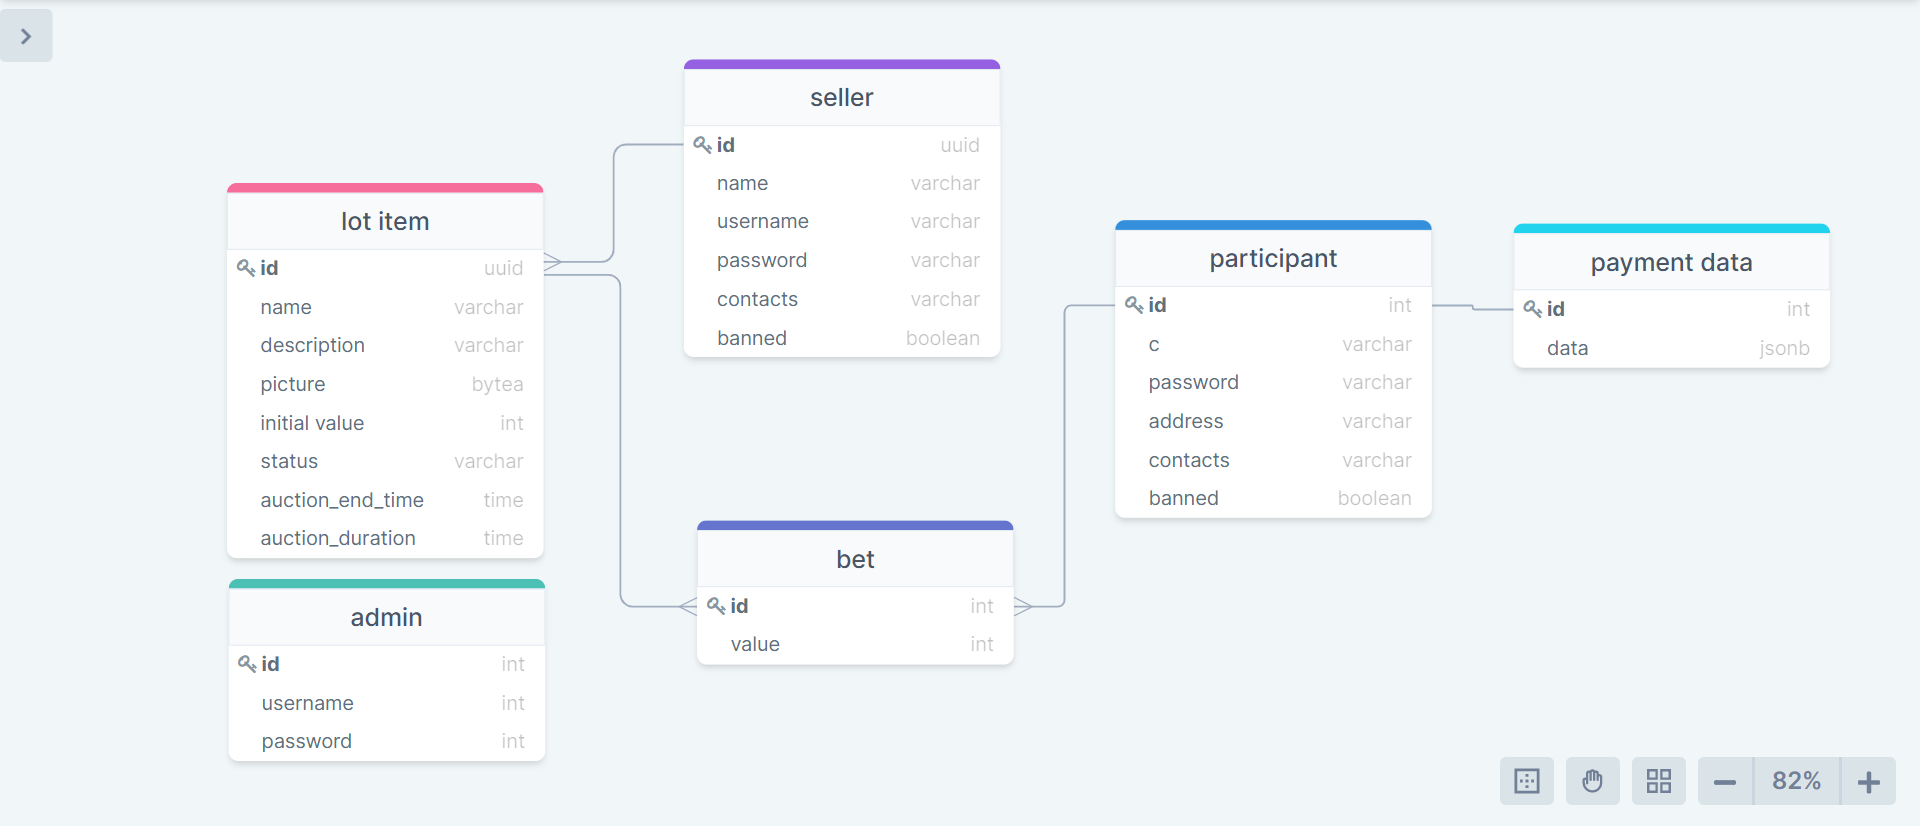 seller
id uuid
name varchar
username varchar
password varchar
contacts varchar
banned boolean
lot item
id uuid
name varchar
description varchar
picture bytea
initial value int
status varchar
auction_end_time time
auction_duration time
participant
id int
c varchar
password varchar
address varchar
contacts varchar
banned boolean
payment data
id int
data jsonb
bet
id int
value int
admin
id int
username int
password int
82%